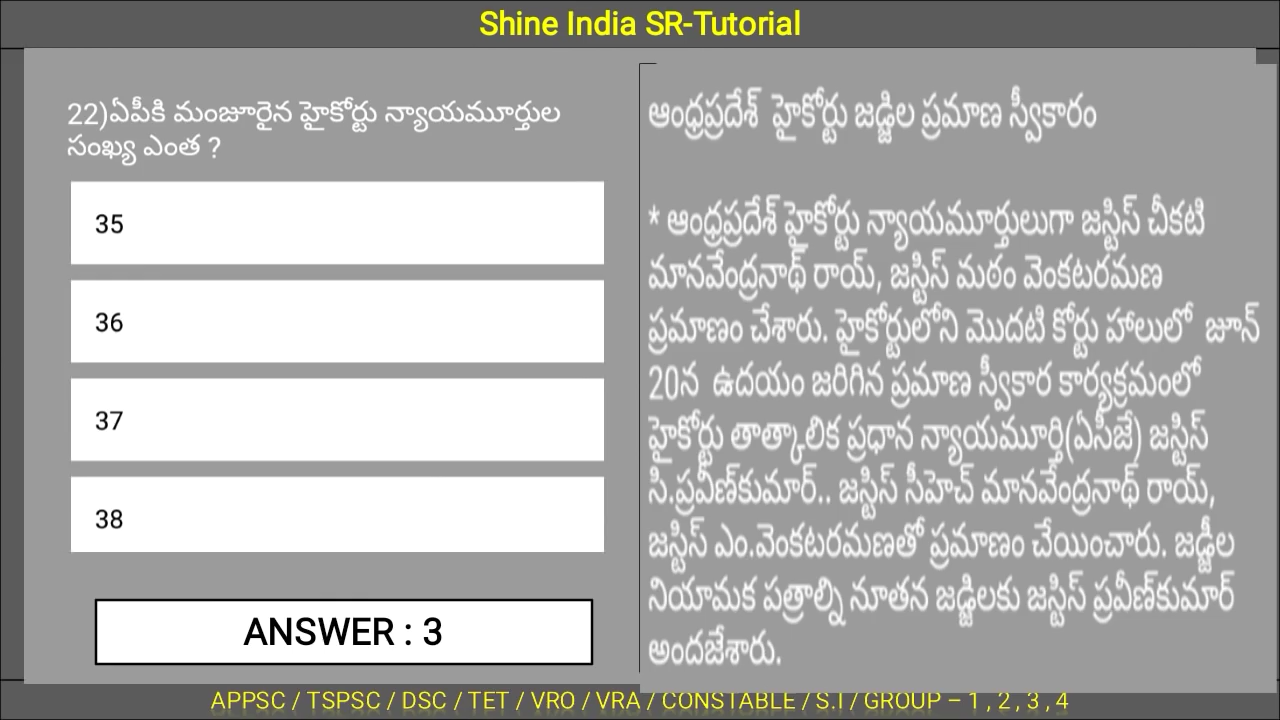 Shine India SR-Tutorial
22)ఏపీకి మంజూరైన హైకోర్టు న్యాయమూర్తుల
సంఖ్య ఎంత ?
35
36
37
38
ANSWER : 3
ఆంధ్రప్రదేశ్ హైకోర్టు జడ్జిల ప్రమాణ స్వీకారం
* ఆంధ్రప్రదేశ్ హైకోర్టు న్యాయమూర్తులుగా జస్టిస్ చీకటి
మానవేంద్రనాథ్ రాయ్, జస్టిస్ మఠం వెంకటరమణ
ప్రమాణం చేశారు. హైకోర్టులోని మొదటి కోర్టు హాలులో జూన్
20న ఉదయం జరిగిన ప్రమాణ స్వీకార కార్యక్రమంలో
హైకోర్టు తాత్కాలిక ప్రధాన న్యాయమూర్తి(ఏసీజే) జస్టిస్
సి.ప్రవీణ్‌కుమార్.. జస్టిస్ సీహెచ్ మానవేంద్రనాథ్ రాయ్,
జస్టిస్ ఎం.వెంకటరమణతో ప్రమాణం చేయించారు. జడ్జీల
నియామక పత్రాల్ని నూతన జడ్జిలకు జస్టిస్ ప్రవీణ్‌కుమార్
అందజేశారు.
APPSC / TSPSC / DSC / TET / VRO / VRA / CONSTABLE / S.I / GROUP – 1 , 2 , 3 , 4